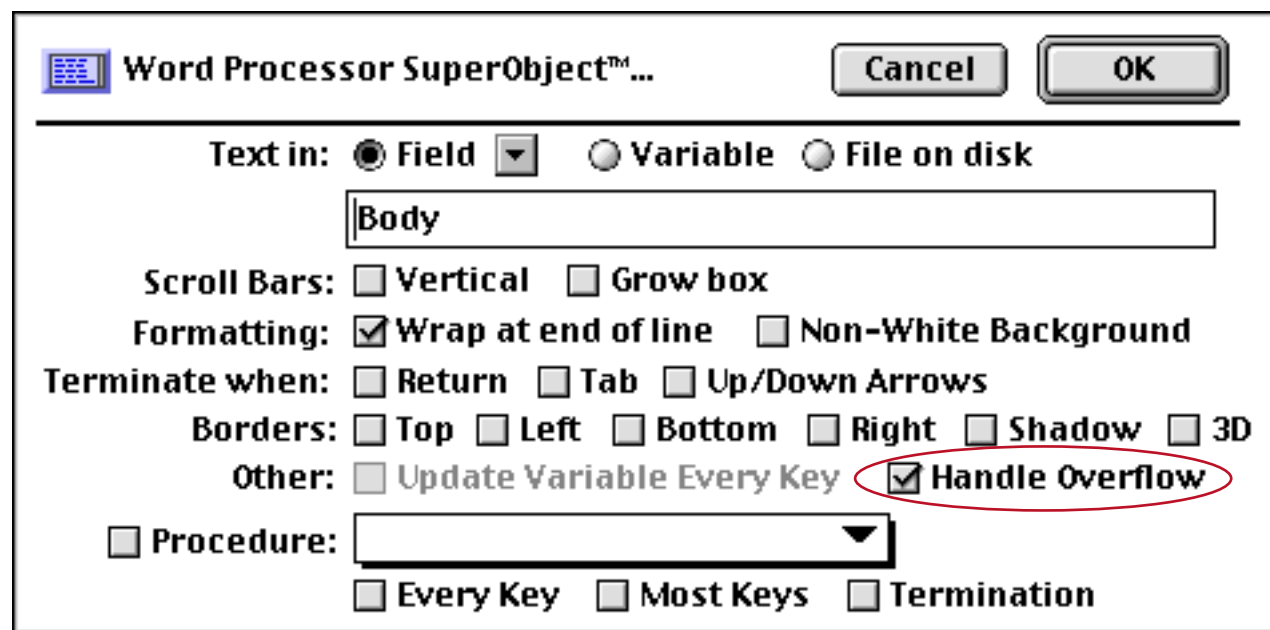 Word Processor SuperObject™... Cancel OK
Text in: Field Variable File on disk
Body
Scroll Bars: Vertical Grow box
Formatting: Wrap at end of line Non-White Background
Terminate when: Return Tab Up/Down Arrows
Borders: Top Left Bottom Right Shadow 3D
Other: Update Variable Every Key Handle Overflow
Procedure:
Every Key Most Keys Termination